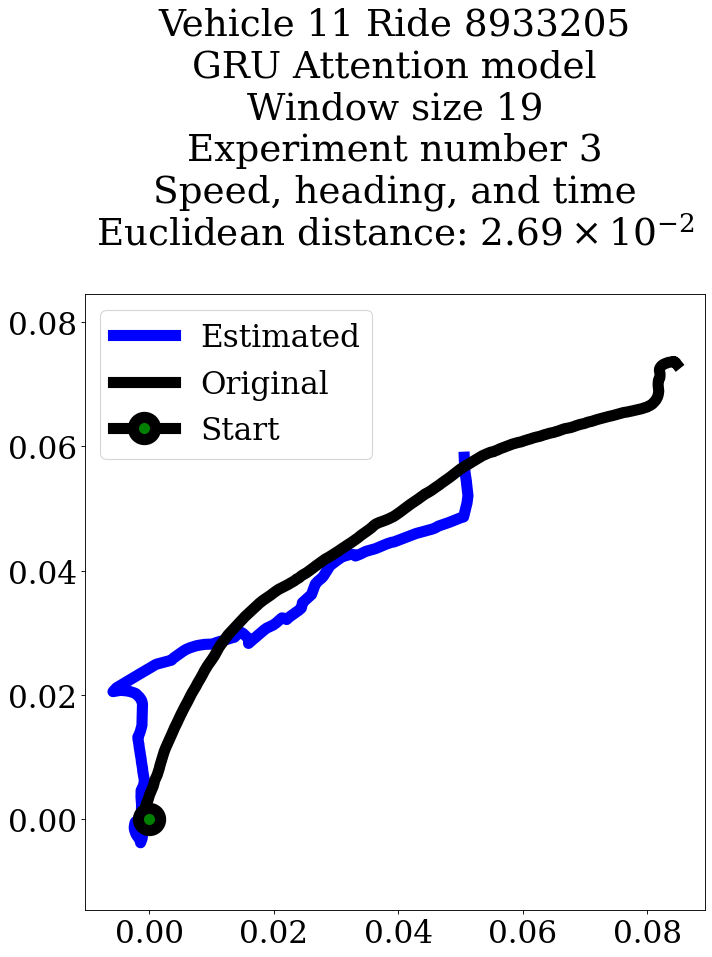 Vehicle 11 Ride 8933205
GRU Attention model
Window size 19
Experiment number 3
Speed, heading, and time
Euclidean distance: 2.69 × 10⁻²
0.08
0.06
0.04
0.02
0.00
Estimated
Original
Start
0.00 0.02 0.04 0.06 0.08